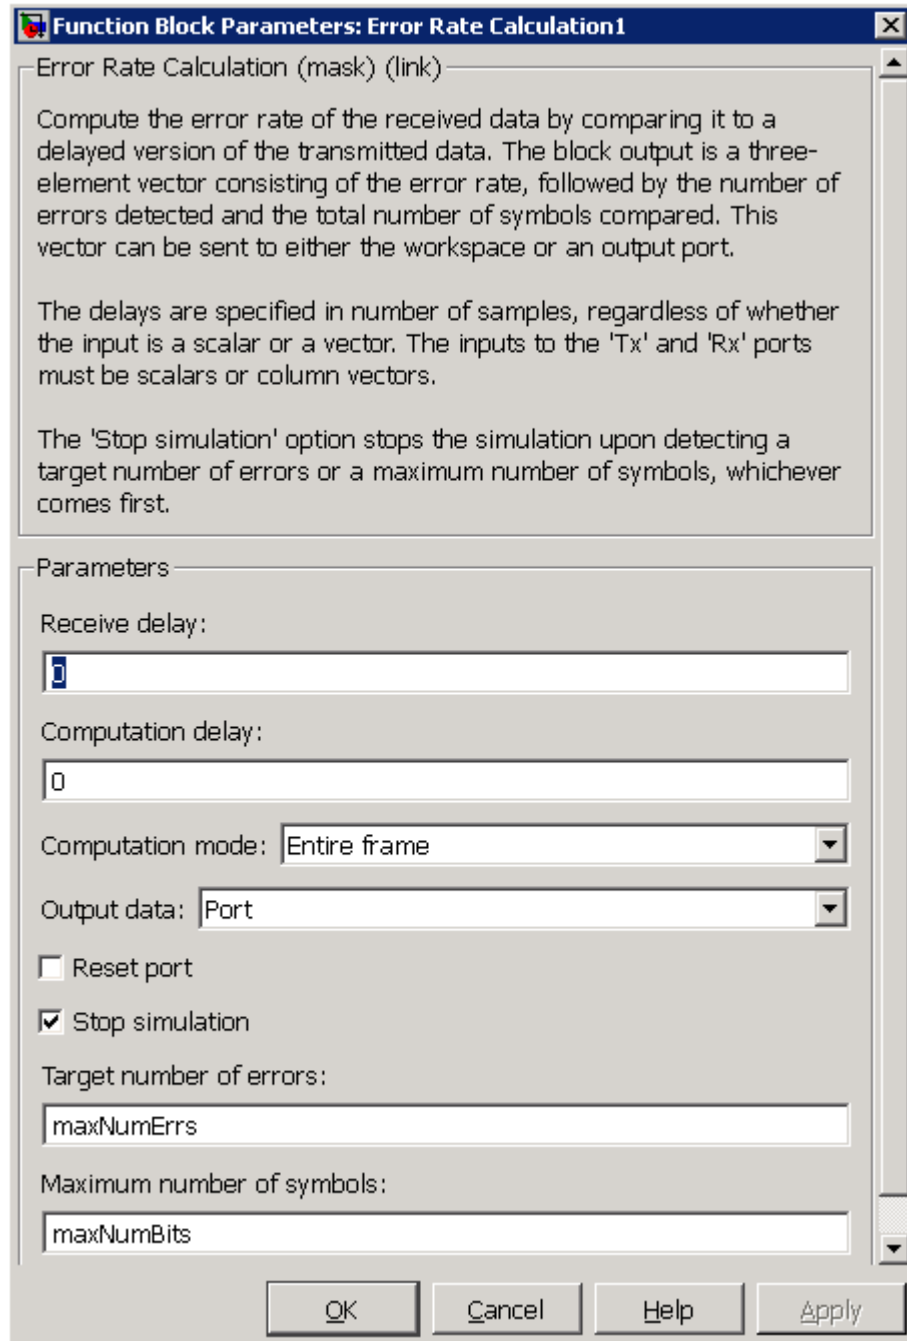 Function Block Parameters: Error Rate Calculation1
Error Rate Calculation (mask) (link)
Compute the error rate of the received data by comparing it to a
delayed version of the transmitted data. The block output is a three-
element vector consisting of the error rate, followed by the number of
errors detected and the total number of symbols compared. This
vector can be sent to either the workspace or an output port.
The delays are specified in number of samples, regardless of whether
the input is a scalar or a vector. The inputs to the 'Tx' and 'Rx' ports
must be scalars or column vectors.
The 'Stop simulation' option stops the simulation upon detecting a
target number of errors or a maximum number of symbols, whichever
comes first.
Parameters
Receive delay:
0
Computation delay:
0
Computation mode: Entire frame
Output data: Port
Reset port
Stop simulation
Target number of errors:
maxNumErrs
Maximum number of symbols:
maxNumBits
OK Cancel Help Apply